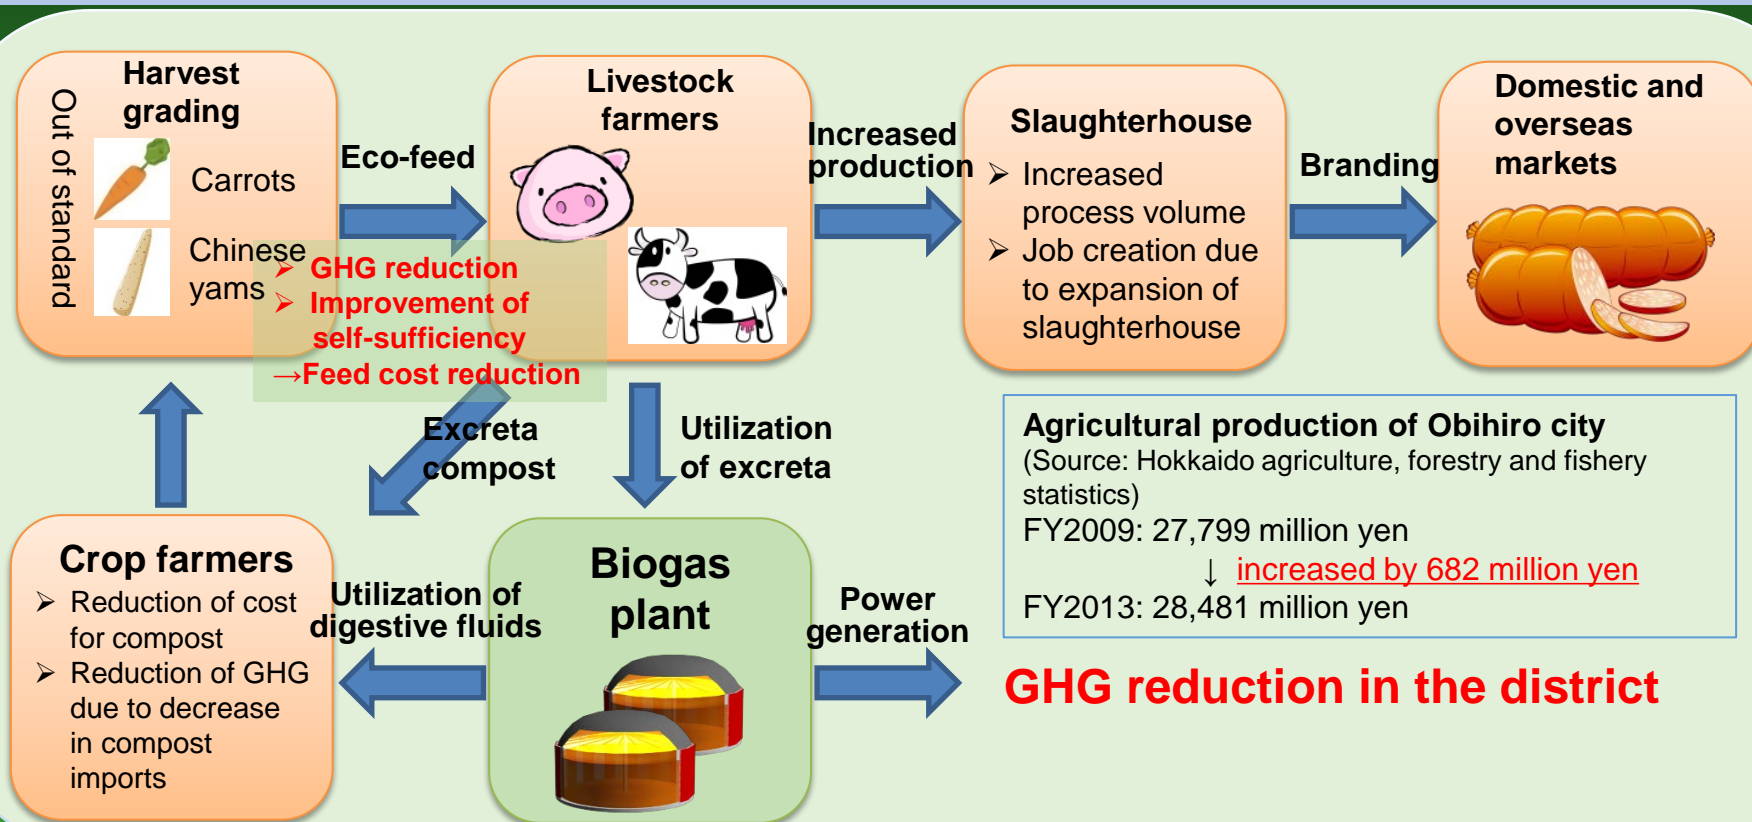 Harvest
grading
Out of standard
Carrots
Chinese
yams
Eco-feed
➢ GHG reduction
➢ Improvement of
self-sufficiency
→Feed cost reduction
Livestock
farmers
Increased
production
Slaughterhouse
➢ Increased
process volume
➢ Job creation due
to expansion of
slaughterhouse
Branding
Domestic and
overseas
markets
Excreta
compost
Utilization
of excreta
Agricultural production of Obihiro city
(Source: Hokkaido agriculture, forestry and fishery
statistics)
FY2009: 27,799 million yen
↓ increased by 682 million yen
FY2013: 28,481 million yen
Crop farmers
➢ Reduction of cost
for compost
➢ Reduction of GHG
due to decrease
in compost
imports
Utilization of
digestive fluids
Biogas
plant
Power
generation
GHG reduction in the district